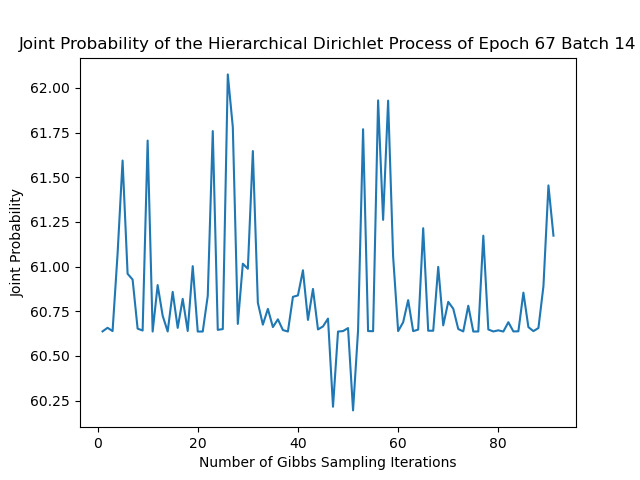 Joint Probability of the Hierarchical Dirichlet Process of Epoch 67 Batch 14
62.00
61.75
61.50
61.25
61.00
60.75
60.50
60.25
Joint Probability
0 20 40 60 80
Number of Gibbs Sampling Iterations